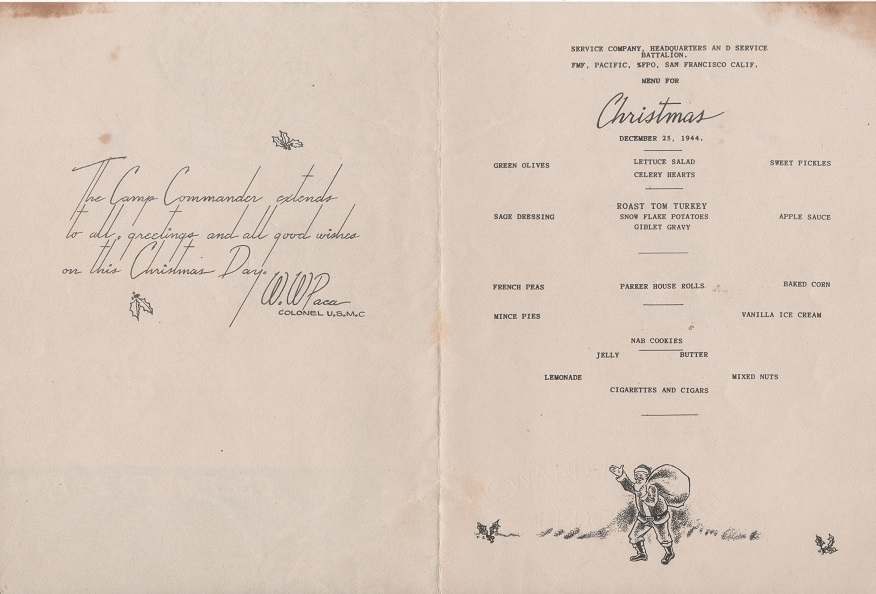 The Camp Commander extends
to all, greetings and all good wishes
on this Christmas Day.
W. W. Paca
COLONEL U.S.M.C
SERVICE COMPANY, HEADQUARTERS AN D SERVICE
BATTALION.
FMF, PACIFIC, %FPO, SAN FRANCISCO CALIF.
MENU FOR
Christmas
DECEMBER 25, 1944.
GREEN OLIVES LETTUCE SALAD SWEET PICKLES
CELERY HEARTS
ROAST TOM TURKEY
SAGE DRESSING SNOW FLAKE POTATOES APPLE SAUCE
GIBLET GRAVY
FRENCH PEAS PARKER HOUSE ROLLS BAKED CORN
MINCE PIES VANILLA ICE CREAM
NAB COOKIES
JELLY BUTTER
LEMONADE MIXED NUTS
CIGARETTES AND CIGARS